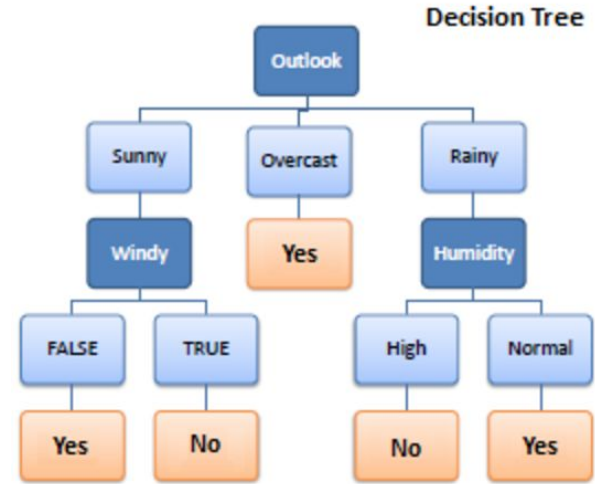 Decision Tree
Outlook
Sunny
Overcast
Rainy
Windy
Yes
Humidity
FALSE
TRUE
High
Normal
Yes
No
No
Yes